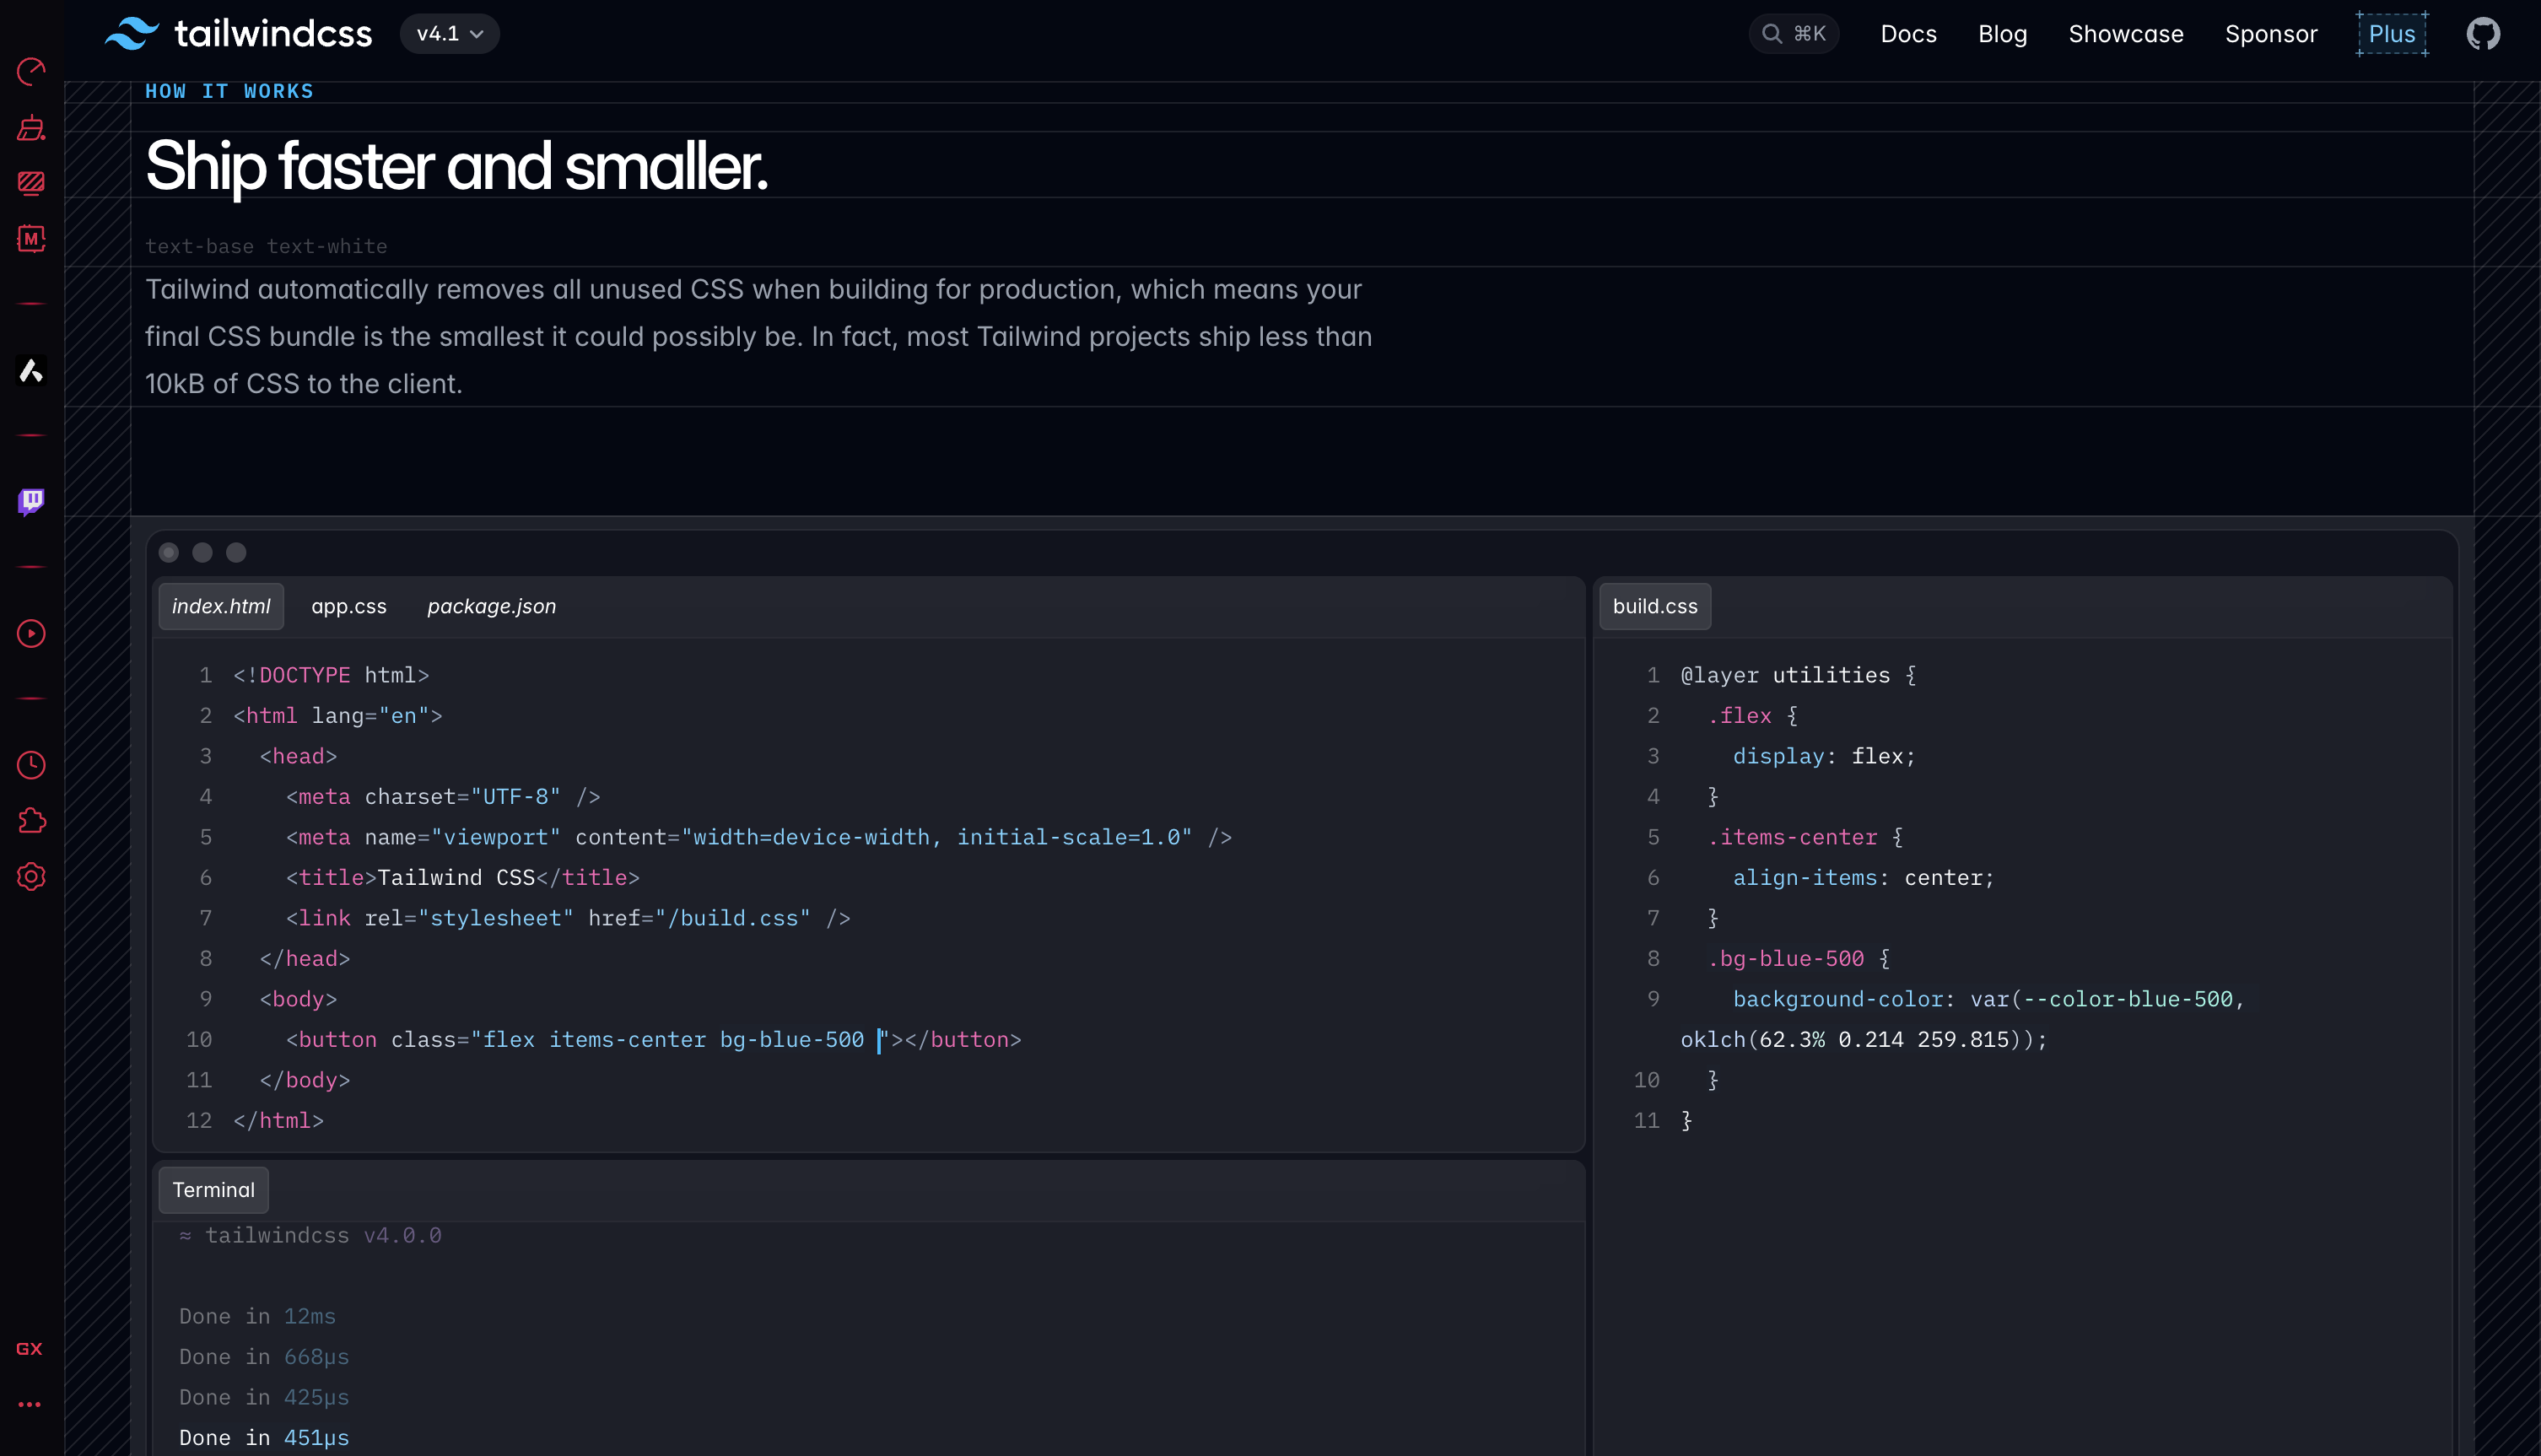 tailwindcss v4.1 ⌘K Docs Blog Showcase Sponsor Plus
HOW IT WORKS
Ship faster and smaller.
M
text-base text-white
Tailwind automatically removes all unused CSS when building for production, which means your
final CSS bundle is the smallest it could possibly be. In fact, most Tailwind projects ship less than
10kB of CSS to the client.
index.html app.css package.json
1 <!DOCTYPE html>
2 <html lang="en">
3 <head>
4 <meta charset="UTF-8" />
5 <meta name="viewport" content="width=device-width, initial-scale=1.0" />
6 <title>Tailwind CSS</title>
7 <link rel="stylesheet" href="/build.css" />
8 </head>
9 <body>
10 <button class="flex items-center bg-blue-500 "></button>
11 </body>
12 </html>
build.css
1 @layer utilities {
2 .flex {
3 display: flex;
4 }
5 .items-center {
6 align-items: center;
7 }
8 .bg-blue-500 {
9 background-color: var(--color-blue-500,
oklch(62.3% 0.214 259.815));
10 }
11 }
Terminal
≈ tailwindcss v4.0.0
Done in 12ms
Done in 668µs
Done in 425µs
Done in 451µs
GX